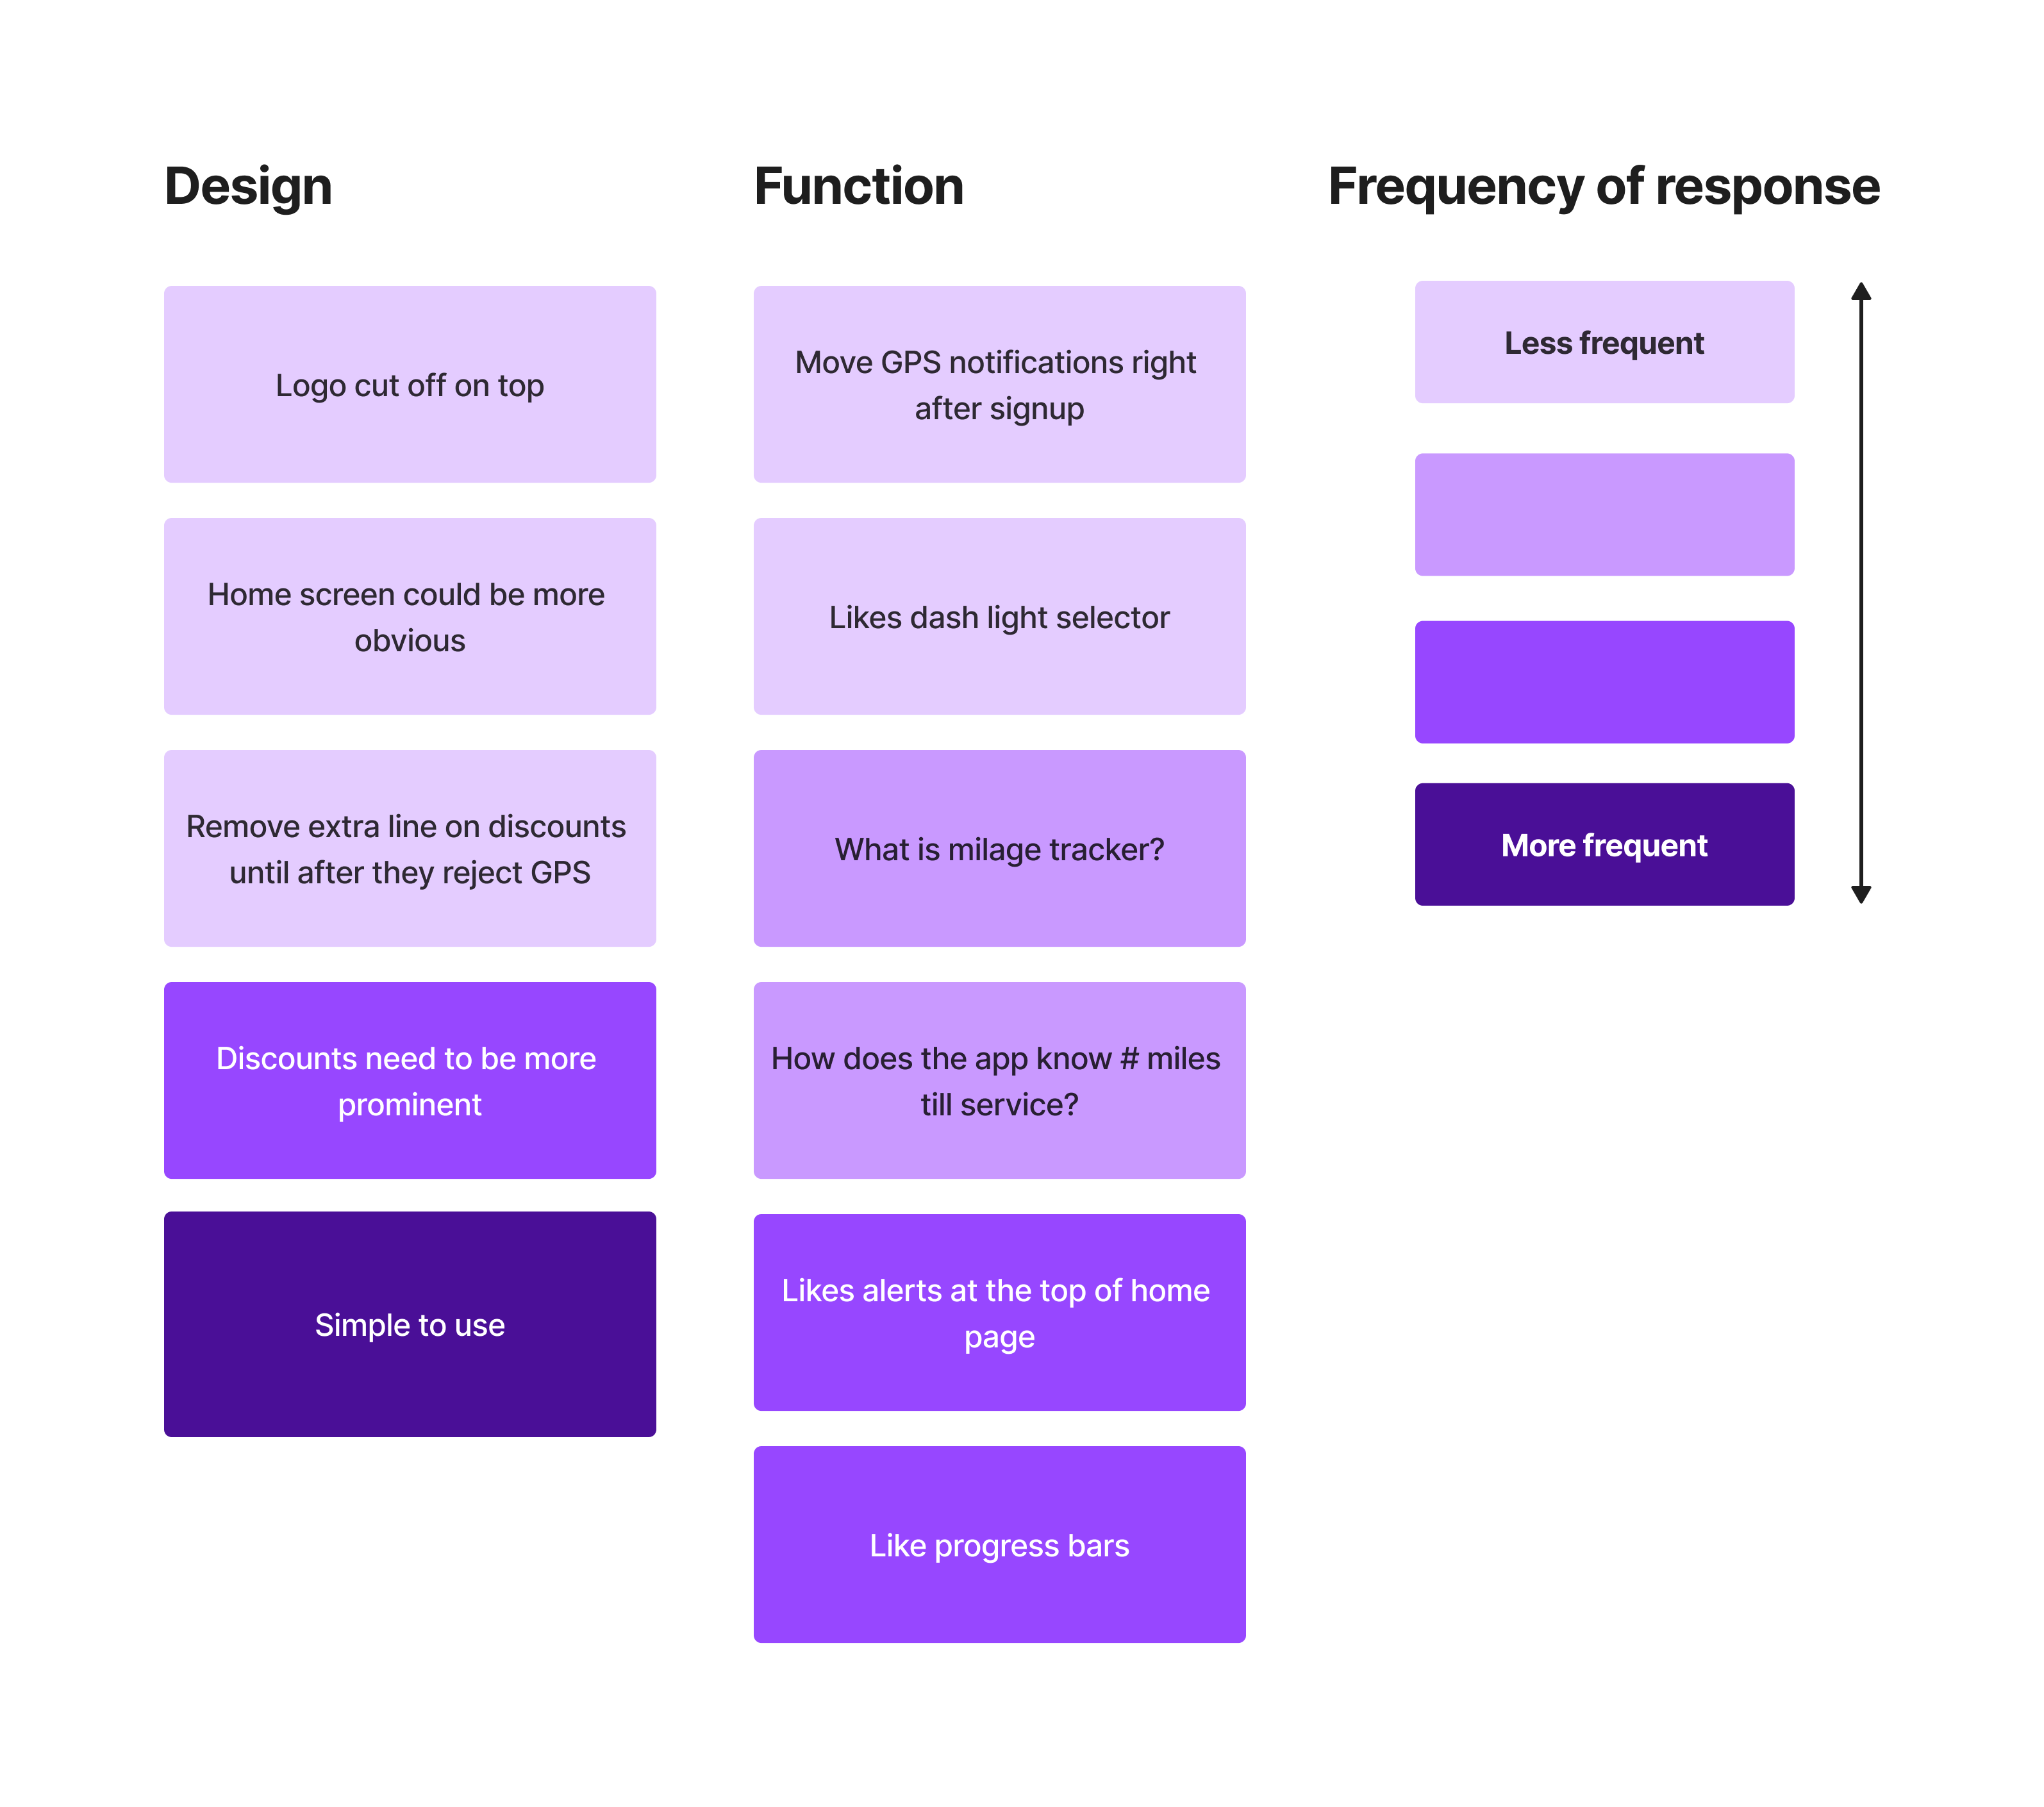 Design
Logo cut off on top
Home screen could be more
obvious
Remove extra line on discounts
until after they reject GPS
Discounts need to be more
prominent
Simple to use
Function
Move GPS notifications right
after signup
Likes dash light selector
What is milage tracker?
How does the app know # miles
till service?
Likes alerts at the top of home
page
Like progress bars
Frequency of response
Less frequent
More frequent